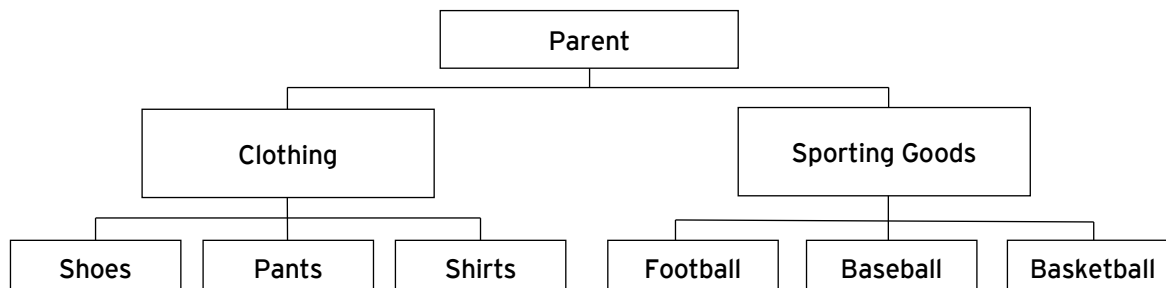 Parent
Clothing
Sporting Goods
Shoes
Pants
Shirts
Football
Baseball
Basketball